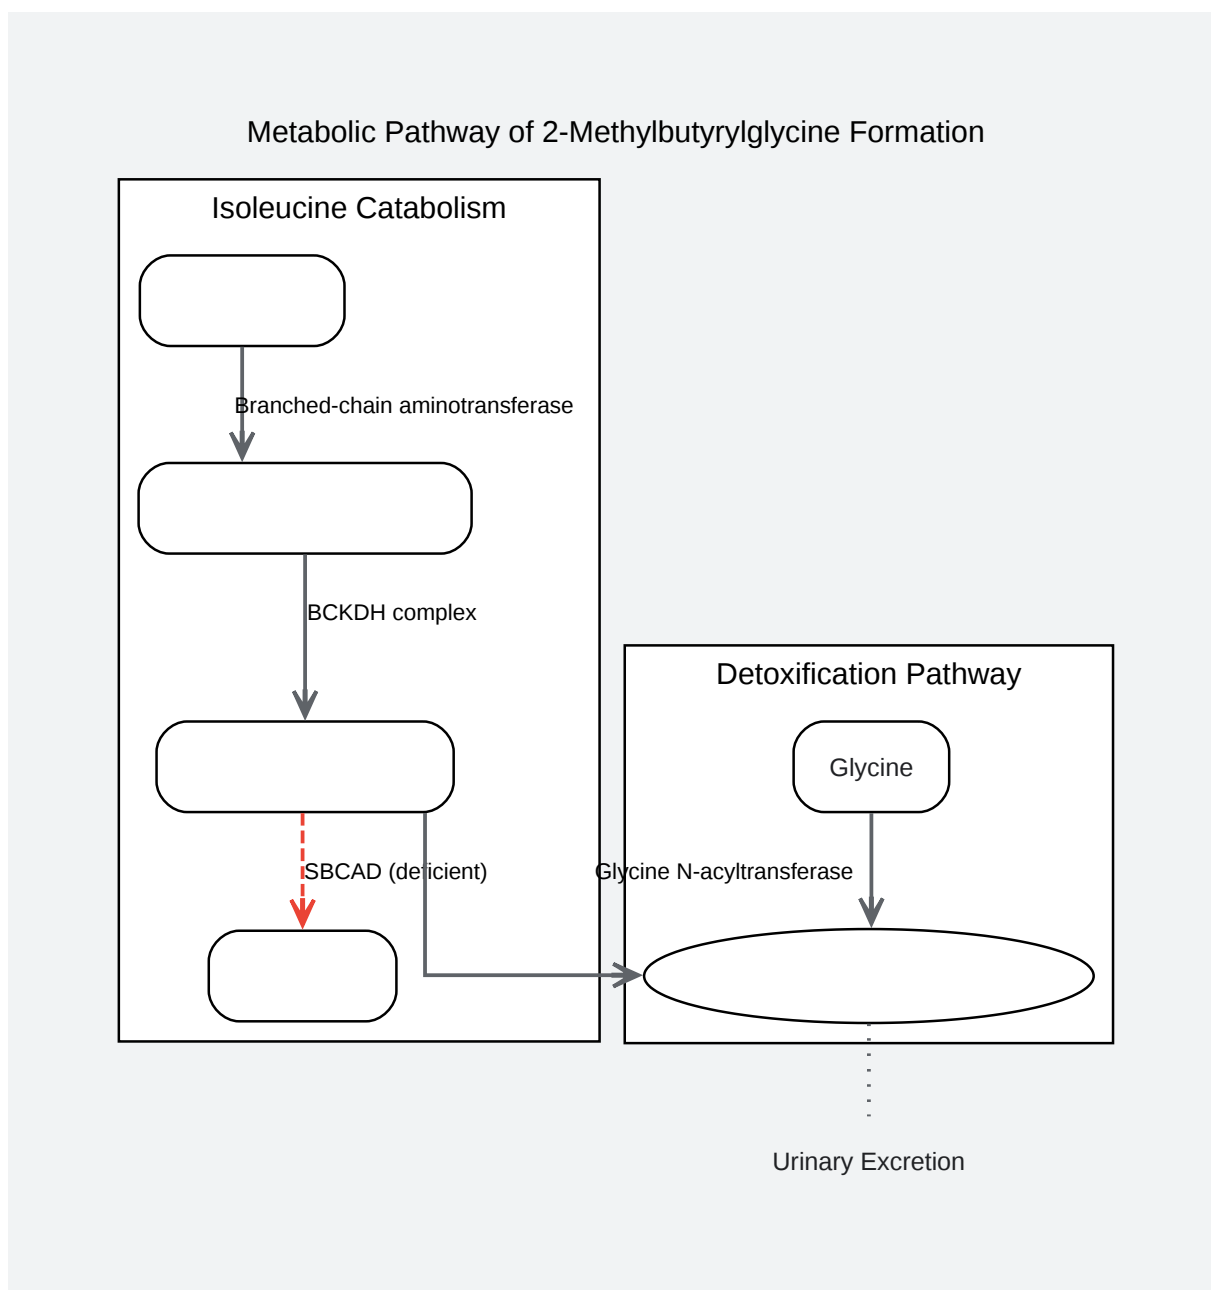 Metabolic Pathway of 2-Methylbutyrylglycine Formation
Isoleucine Catabolism
Branched-chain aminotransferase
BCKDH complex
SBCAD (deficient)
Detoxification Pathway
Glycine
Glycine N-acyltransferase
Urinary Excretion